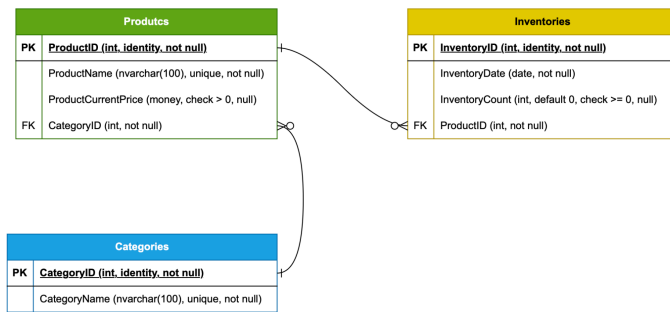 Produtcs
PK ProductID (int, identity, not null)
ProductName (nvarchar(100), unique, not null)
ProductCurrentPrice (money, check > 0, null)
FK CategoryID (int, not null)
Inventories
PK InventoryID (int, identity, not null)
InventoryDate (date, not null)
InventoryCount (int, default 0, check >= 0, null)
FK ProductID (int, not null)
Categories
PK CategoryID (int, identity, not null)
CategoryName (nvarchar(100), unique, not null)